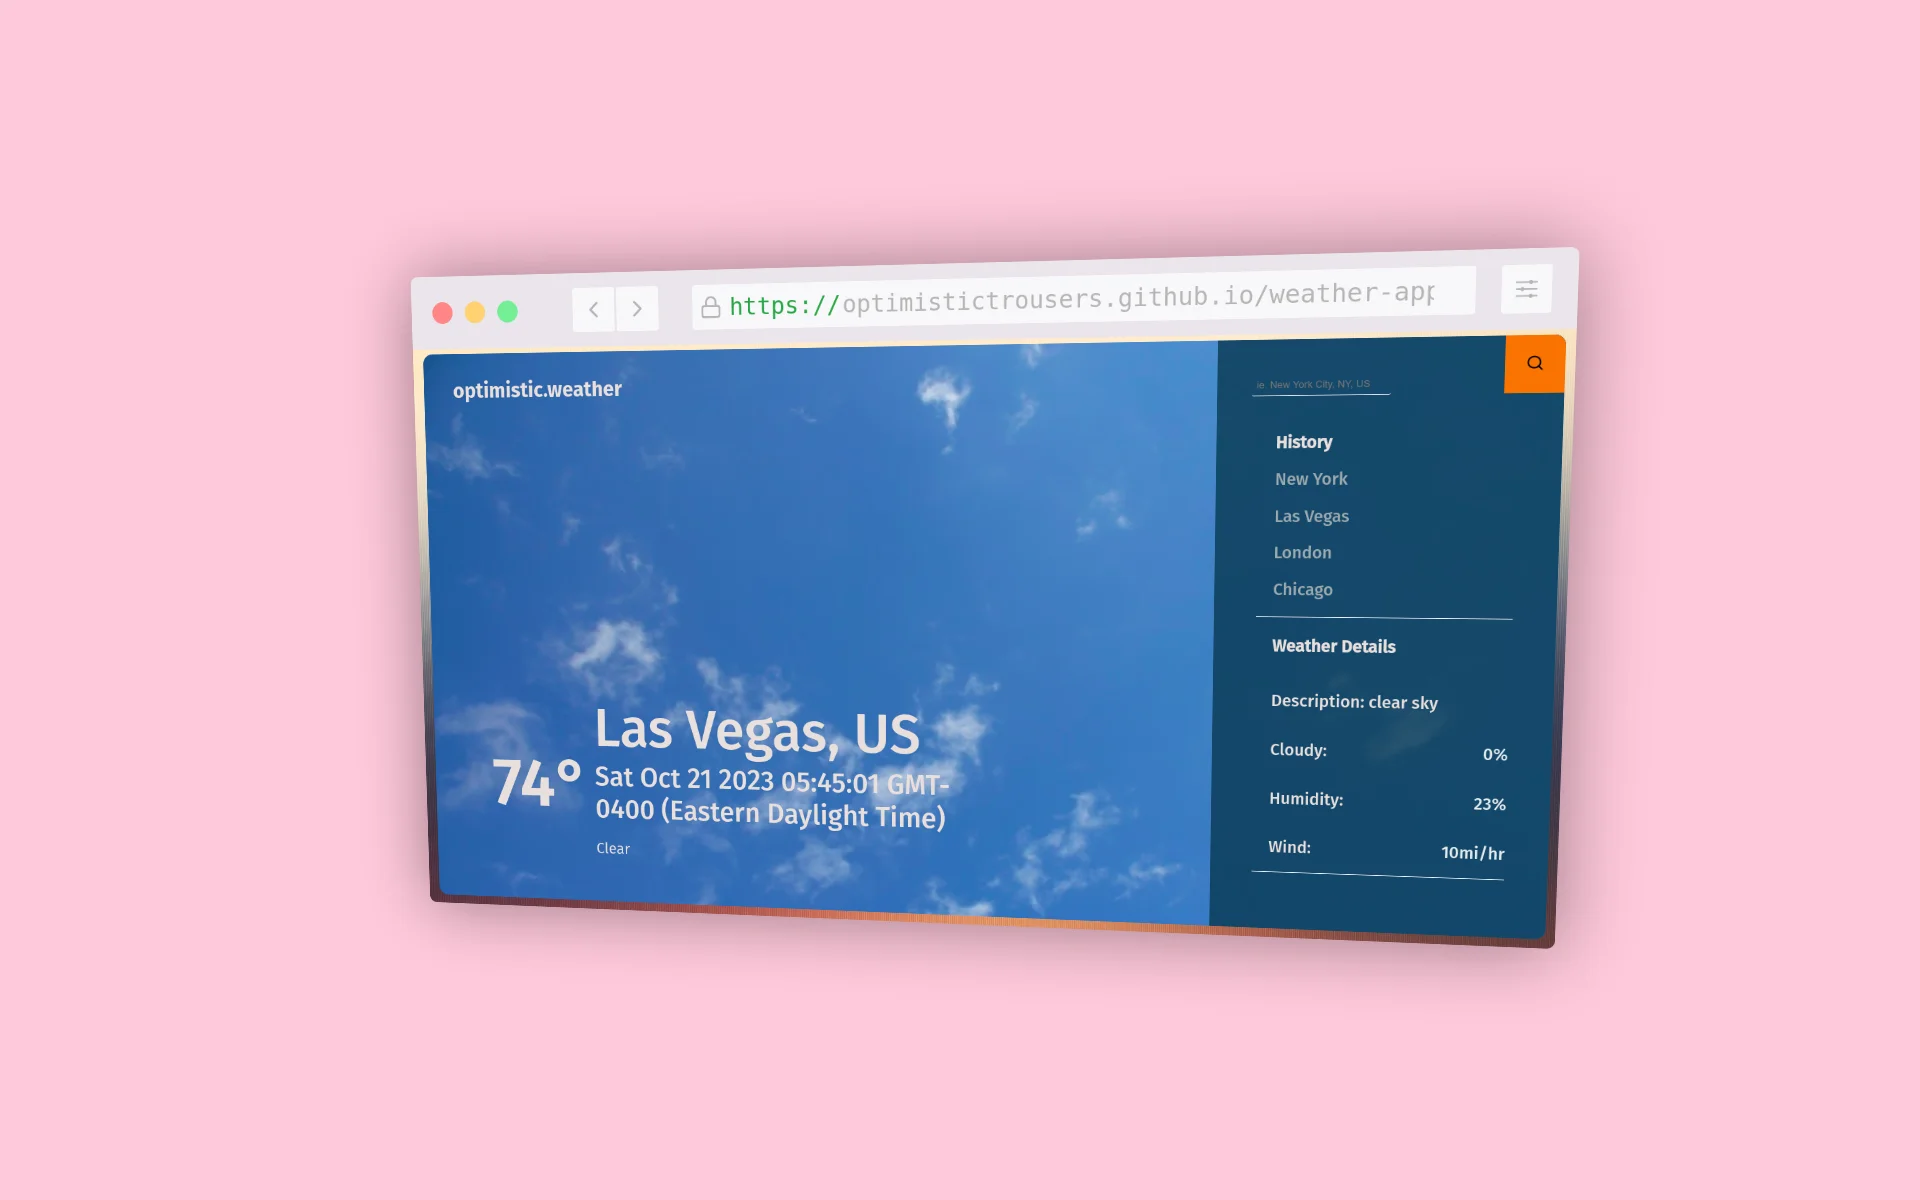 https://optimistictrousers.github.io/weather-app
optimistic.weather
ie. New York City, NY, US
History
New York
Las Vegas
London
Chicago
Weather Details
Description: clear sky
Cloudy: 0%
Humidity: 23%
Wind: 10mi/hr
74°
Las Vegas, US
Sat Oct 21 2023 05:45:01 GMT-
0400 (Eastern Daylight Time)
Clear